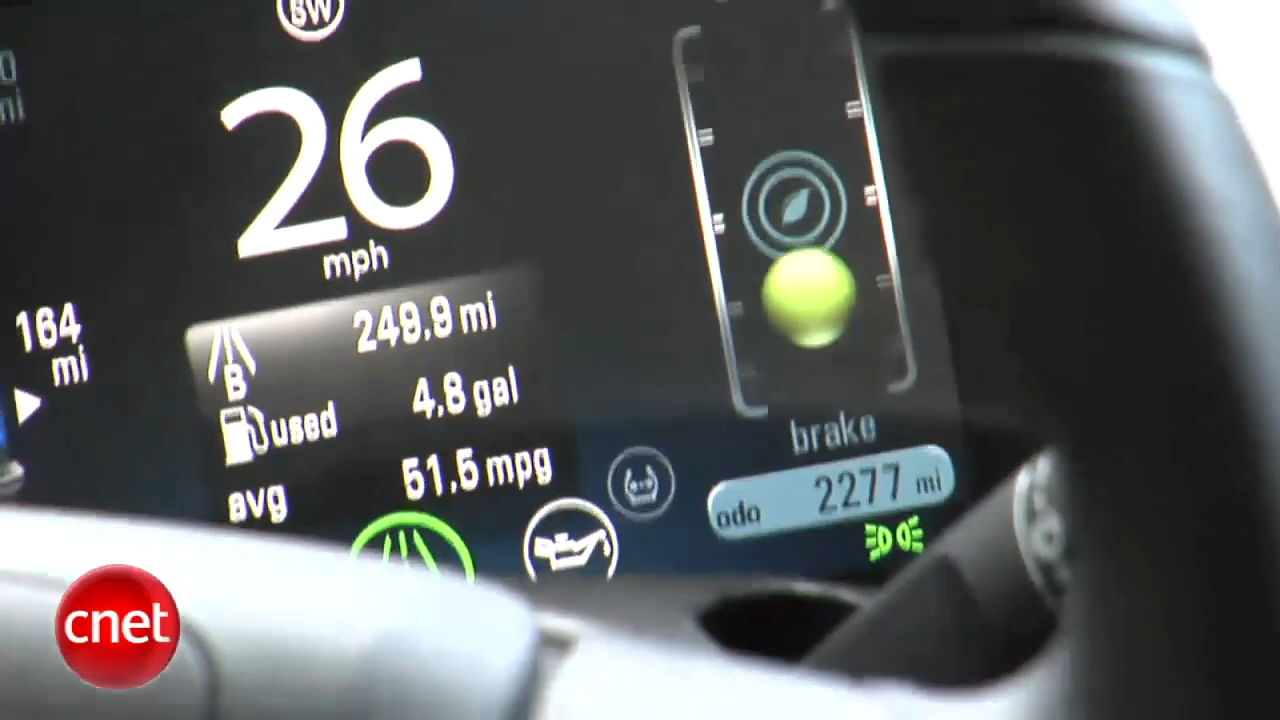 SW
26
mph
164
mi
B
249.9 mi
used
4.8 gal
avg
51.5 mpg
brake
odo 2277 mi
cnet